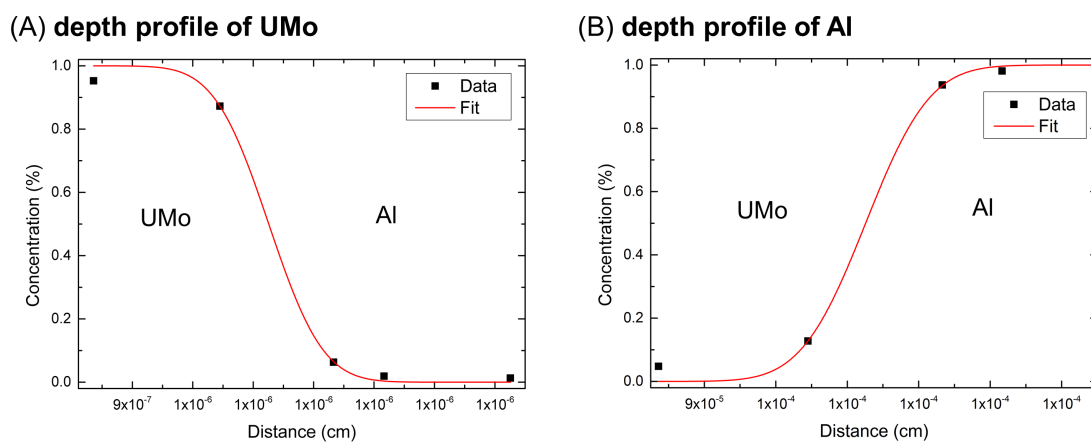 (A) depth profile of UMo
1.0
0.8
0.6
0.4
0.2
0.0
Concentration (%)
Data
Fit
UMo
Al
9x10⁻⁷
1x10⁻⁶
1x10⁻⁶
1x10⁻⁶
1x10⁻⁶
1x10⁻⁶
1x10⁻⁶
Distance (cm)
(B) depth profile of Al
1.0
0.8
0.6
0.4
0.2
0.0
Concentration (%)
Data
Fit
UMo
Al
9x10⁻⁵
1x10⁻⁴
1x10⁻⁴
1x10⁻⁴
1x10⁻⁴
1x10⁻⁴
Distance (cm)